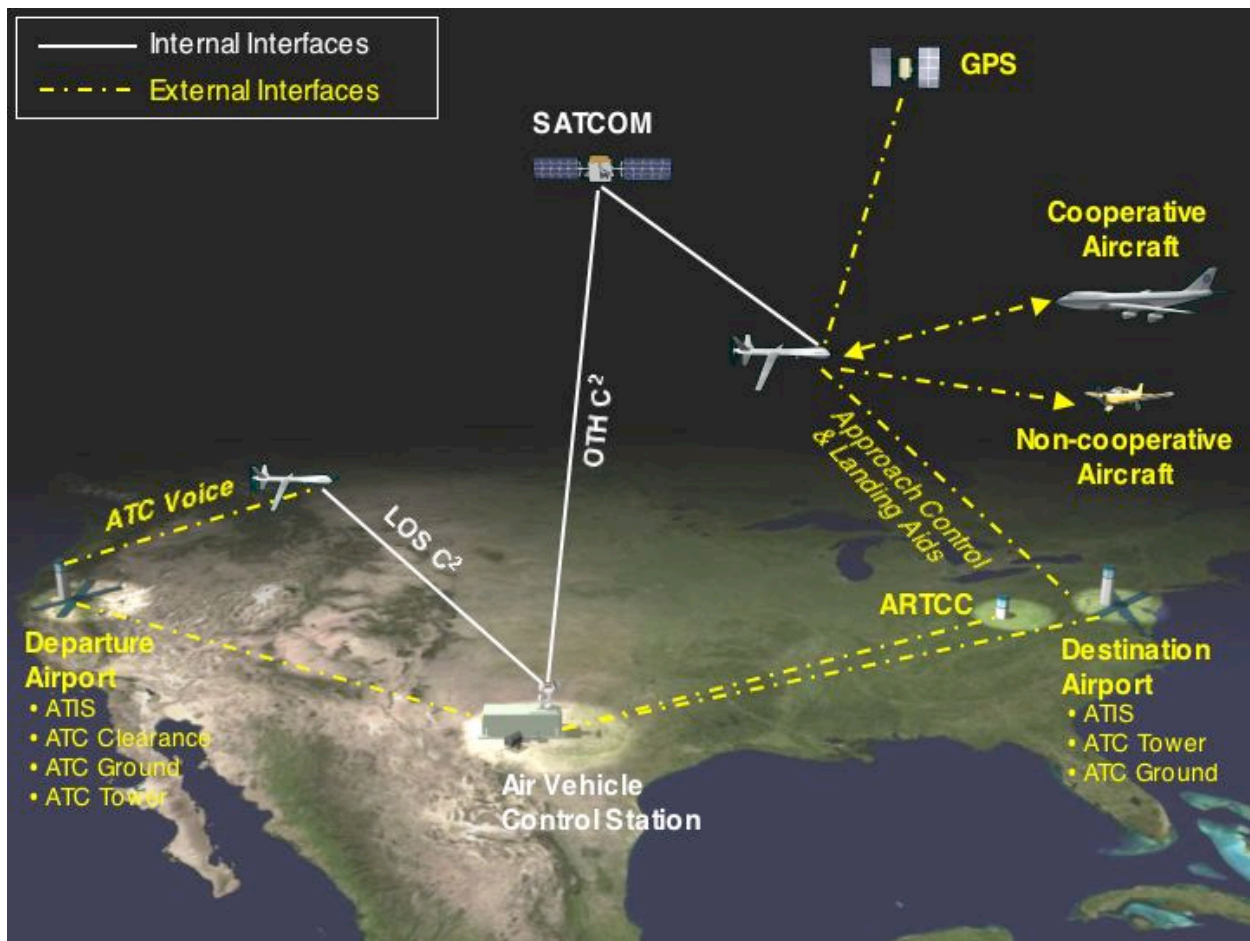 Internal Interfaces
External Interfaces
GPS
SATCOM
Cooperative
Aircraft
OTH C²
Approach Control
& Landing Aids
Non-cooperative
Aircraft
ATC Voice
LOS C²
ARTCC
Departure
Airport
• ATIS
• ATC Clearance
• ATC Ground
• ATC Tower
Destination
Airport
• ATIS
• ATC Tower
• ATC Ground
Air Vehicle
Control Station